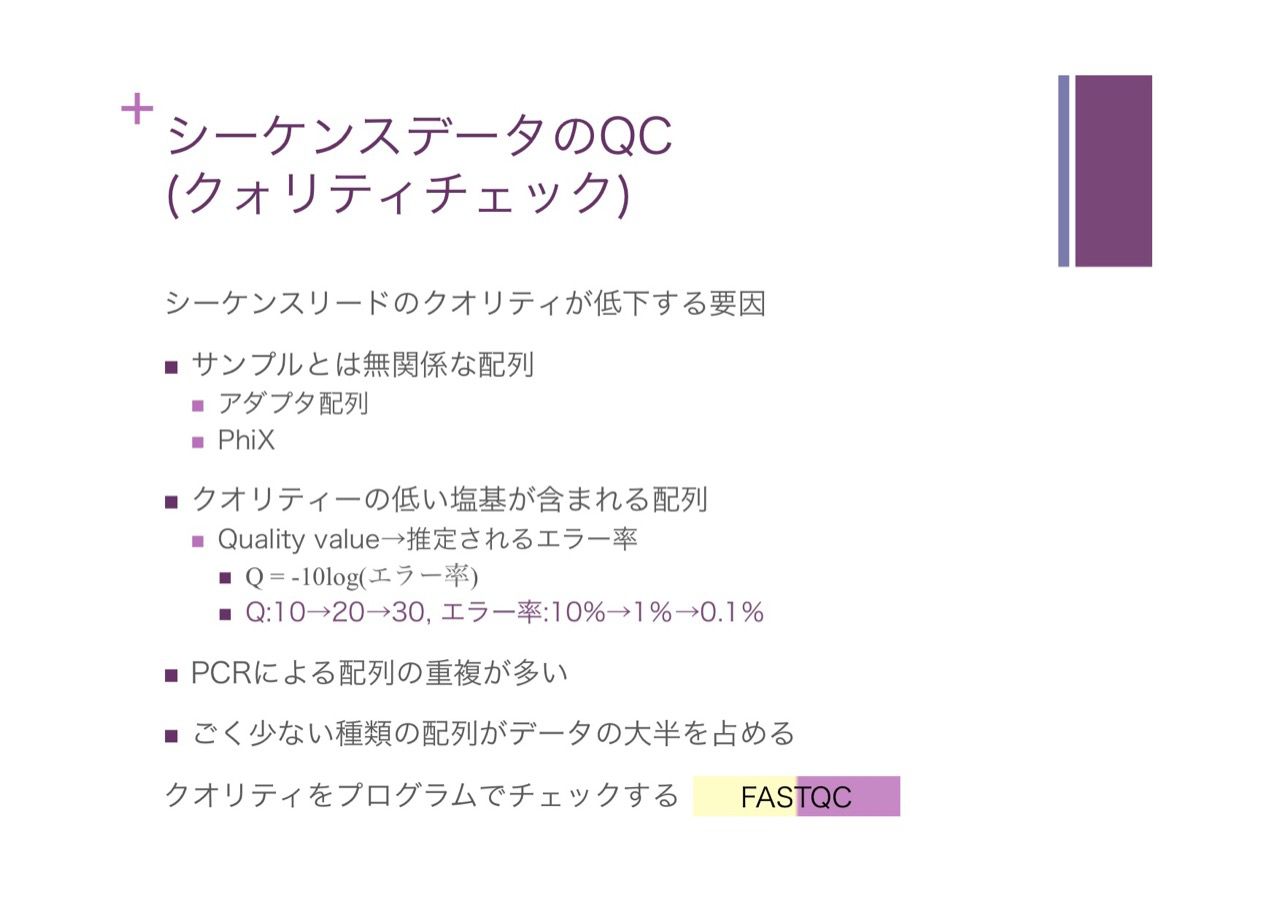 +
シーケンスデータのQC
(クォリティチェック)
シーケンスリードのクオリティが低下する要因
■ サンプルとは無関係な配列
■ アダプタ配列
■ PhiX
■ クオリティーの低い塩基が含まれる配列
■ Quality value→推定されるエラー率
■ Q = -10log(エラー率)
■ Q:10→20→30, エラー率:10%→1%→0.1%
■ PCRによる配列の重複が多い
■ ごく少ない種類の配列がデータの大半を占める
クオリティをプログラムでチェックする FASTQC